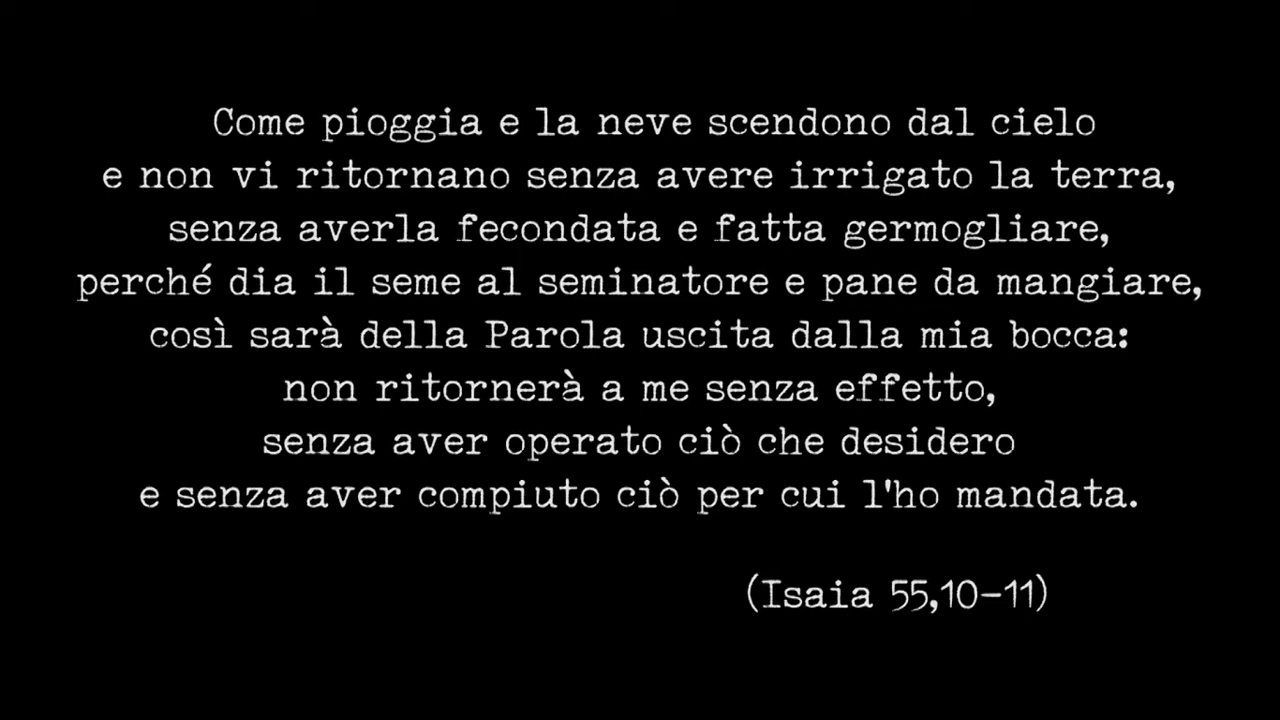 Come pioggia e la neve scendono dal cielo
e non vi ritornano senza avere irrigato la terra,
senza averla fecondata e fatta germogliare,
perché dia il seme al seminatore e pane da mangiare,
così sarà della Parola uscita dalla mia bocca:
non ritornerà a me senza effetto,
senza aver operato ciò che desidero
e senza aver compiuto ciò per cui l'ho mandata.
(Isaia 55,10-11)